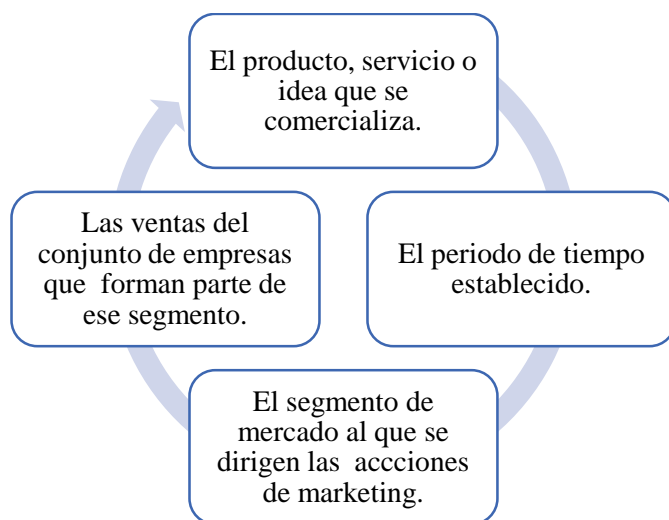 El producto, servicio o
idea que se
comercializa.
El periodo de tiempo
establecido.
El segmento de
mercado al que se
dirigen las accciones
de marketing.
Las ventas del
conjunto de empresas
que forman parte de
ese segmento.